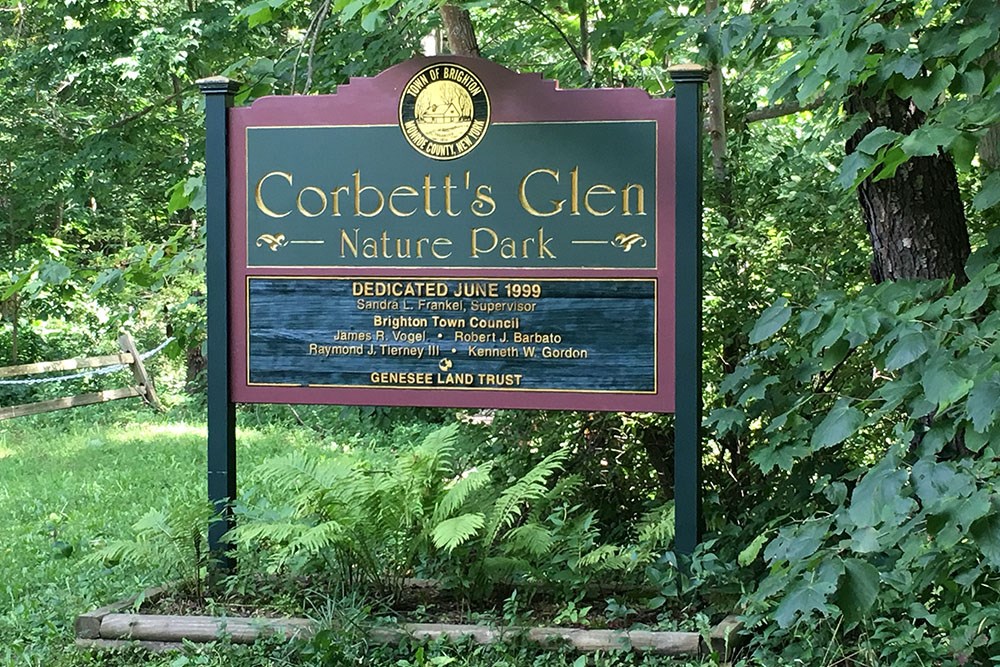 TOWN OF BRIGHTON
MONROE COUNTY, NEW YORK
Corbett's Glen
Nature Park
DEDICATED JUNE 1999
Sandra L. Frankel, Supervisor
Brighton Town Council
James R. Vogel • Robert J. Barbato
Raymond J. Tierney III • Kenneth W. Gordon
GENESEE LAND TRUST